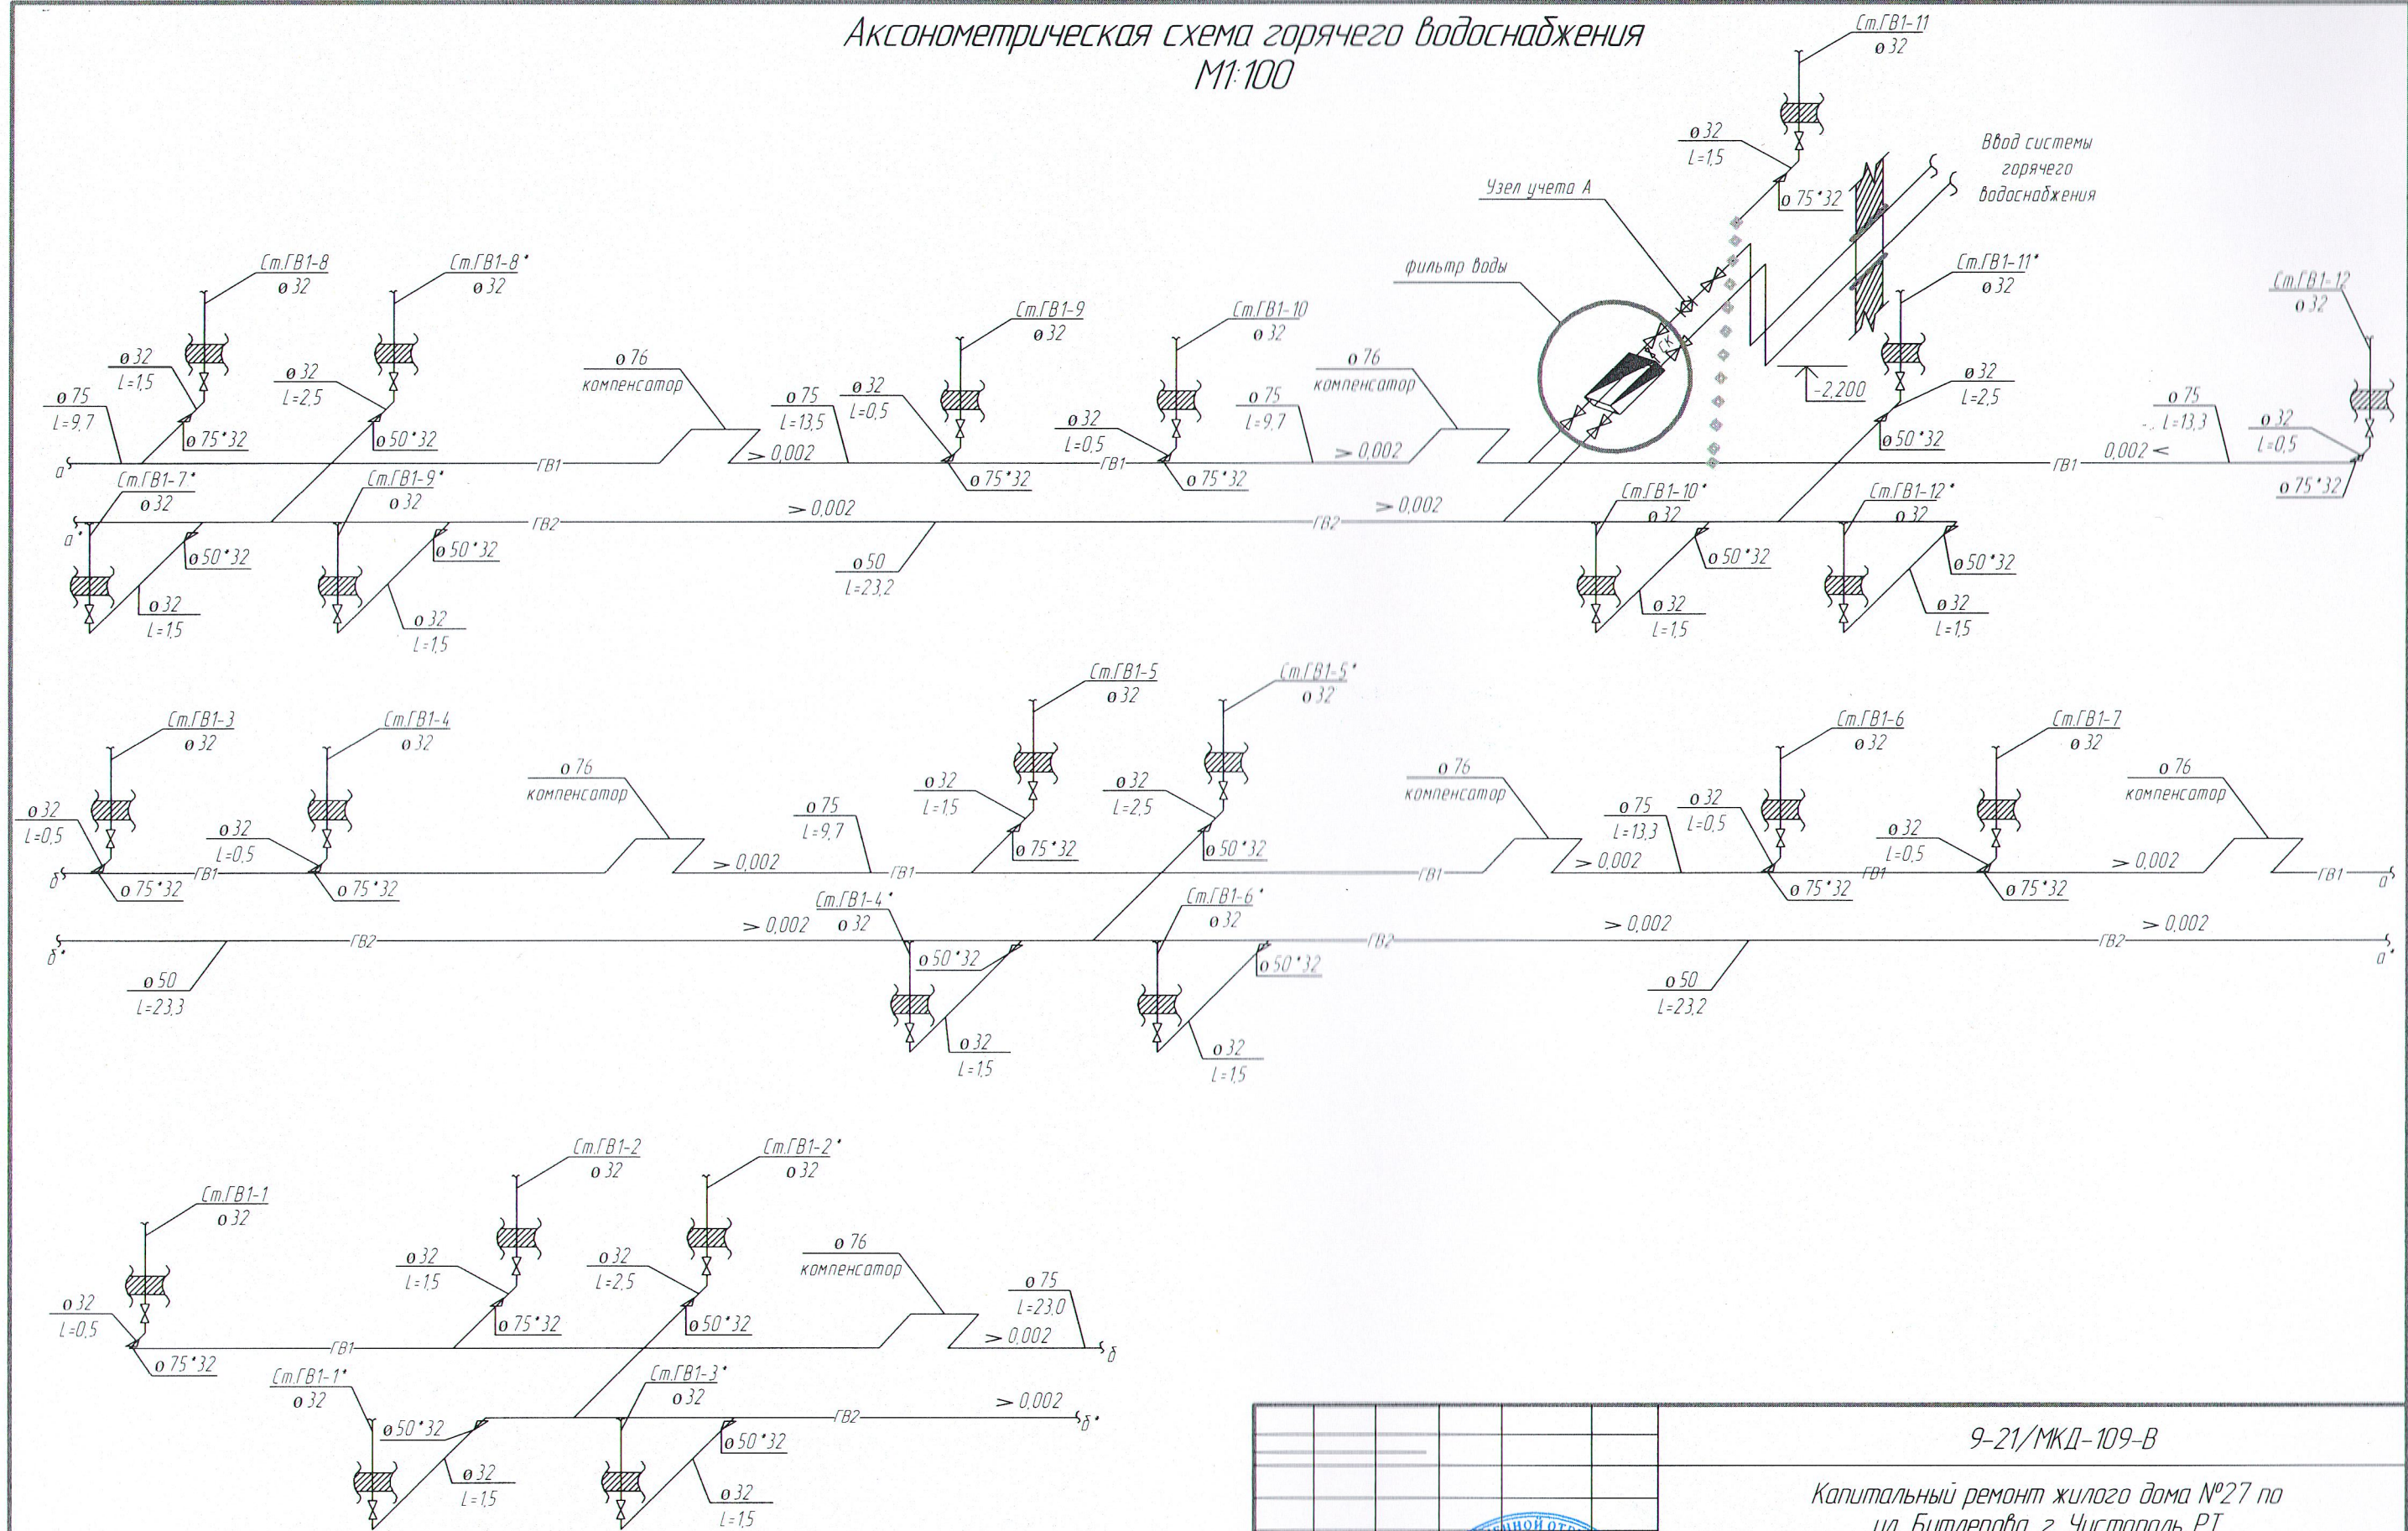 Аксонометрическая схема горячего водоснабжения
М1:100
Ст.ГВ1-11
ø 32
ø 32
L=1,5
ø 75*32
Ввод системы
горячего
водоснабжения
Узел учета А
фильтр воды
Ст.ГВ1-8
ø 32
Ст.ГВ1-8*
ø 32
ø 32
L=1,5
ø 32
L=2,5
ø 75
L=9,7
ø 75*32
ø 50*32
ø 76
компенсатор
Ст.ГВ1-9
ø 32
Ст.ГВ1-10
ø 32
ø 75
L=13,5
ø 32
L=0,5
> 0,002
ø 32
L=0,5
ø 75
L=9,7
ø 76
компенсатор
> 0,002
-2,200
Ст.ГВ1-11*
ø 32
ø 32
L=2,5
ø 50*32
Ст.ГВ1-12
ø 32
ø 75
L=13,3
ø 32
L=0,5
0,002 <
ø 75*32
а
ГВ1
ø 75*32
ГВ1
ø 75*32
ГВ1
Ст.ГВ1-7*
ø 32
Ст.ГВ1-9*
ø 32
а*
ГВ2
> 0,002
ГВ2
> 0,002
Ст.ГВ1-10*
ø 32
Ст.ГВ1-12*
ø 32
ø 50*32
ø 50*32
ø 50
L=23,2
ø 50*32
ø 50*32
ø 32
L=1,5
ø 32
L=1,5
ø 32
L=1,5
ø 32
L=1,5
Ст.ГВ1-3
ø 32
Ст.ГВ1-4
ø 32
ø 76
компенсатор
Ст.ГВ1-5
ø 32
Ст.ГВ1-5*
ø 32
ø 76
компенсатор
Ст.ГВ1-6
ø 32
Ст.ГВ1-7
ø 32
ø 76
компенсатор
ø 32
L=0,5
ø 32
L=0,5
ø 75
L=9,7
ø 32
L=1,5
ø 32
L=2,5
ø 75
L=13,3
ø 32
L=0,5
ø 32
L=0,5
б
ø 75*32
ГВ1
ø 75*32
> 0,002
ГВ1
ø 75*32
ø 50*32
ГВ1
> 0,002
ø 75*32
ГВ1
ø 75*32
> 0,002
ГВ1
а
б*
ГВ2
> 0,002
Ст.ГВ1-4*
ø 32
Ст.ГВ1-6*
ø 32
ГВ2
> 0,002
ГВ2
> 0,002
а*
ø 50
L=23,3
ø 50*32
ø 50*32
ø 50
L=23,2
ø 32
L=1,5
ø 32
L=1,5
Ст.ГВ1-1
ø 32
Ст.ГВ1-2
ø 32
Ст.ГВ1-2*
ø 32
ø 76
компенсатор
ø 32
L=0,5
ø 32
L=1,5
ø 32
L=2,5
ø 75
L=23,0
ø 75*32
ГВ1
ø 75*32
ø 50*32
> 0,002
б
Ст.ГВ1-1*
ø 32
Ст.ГВ1-3*
ø 32
ГВ2
> 0,002
б*
ø 50*32
ø 50*32
ø 32
L=1,5
ø 32
L=1,5
9-21/МКД-109-В
Капитальный ремонт жилого дома №27 по
ул. Бутлерова, г. Чистополь РТ